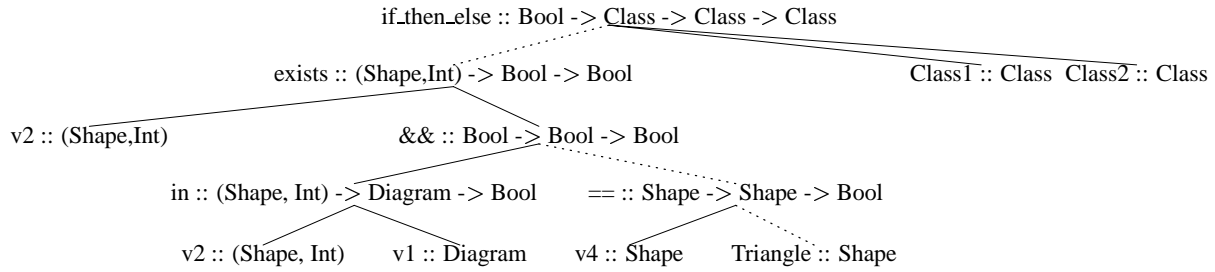 if_then_else :: Bool -> Class -> Class -> Class
exists :: (Shape,Int) -> Bool -> Bool Class1 :: Class Class2 :: Class
v2 :: (Shape,Int) && :: Bool -> Bool -> Bool
in :: (Shape, Int) -> Diagram -> Bool == :: Shape -> Shape -> Bool
v2 :: (Shape, Int) v1 :: Diagram v4 :: Shape Triangle :: Shape